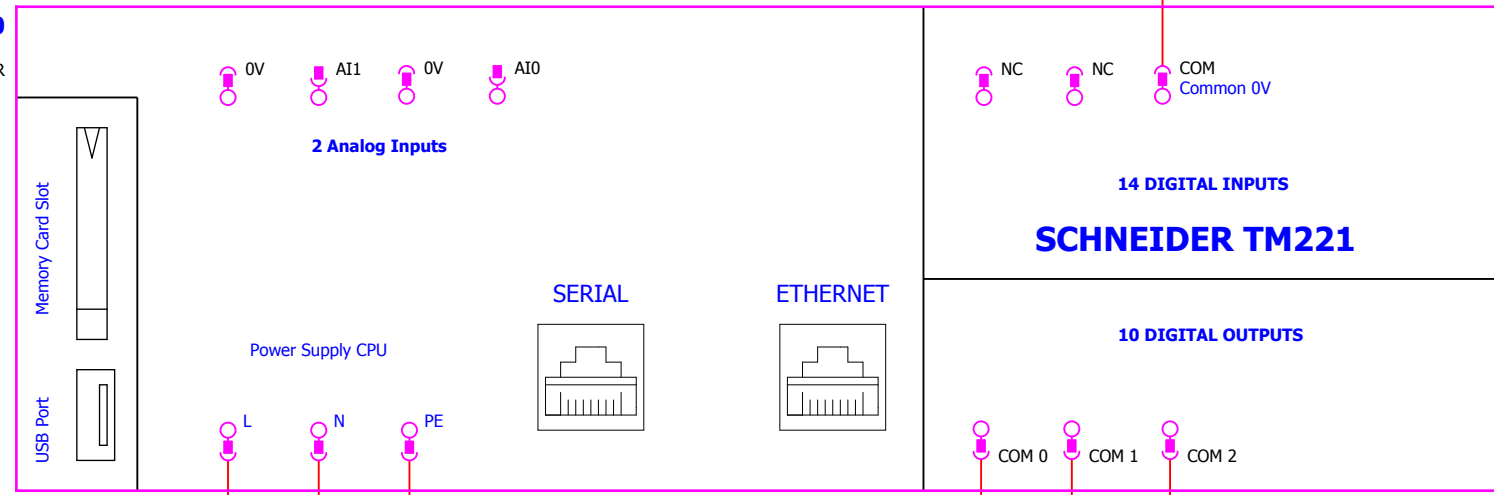 0V
AI1
0V
AI0
NC
NC
COM
Common 0V
2 Analog Inputs
14 DIGITAL INPUTS
SCHNEIDER TM221
Memory Card Slot
SERIAL
ETHERNET
10 DIGITAL OUTPUTS
Power Supply CPU
USB Port
L
N
PE
COM 0
COM 1
COM 2